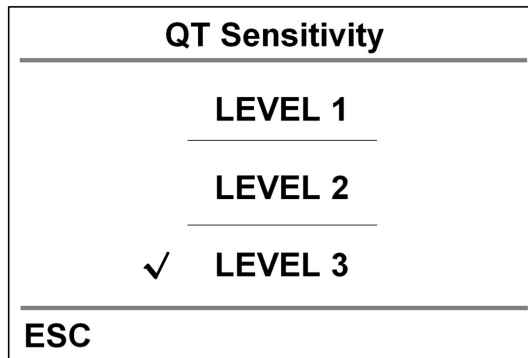 QT Sensitivity
LEVEL 1
LEVEL 2
√ LEVEL 3
ESC